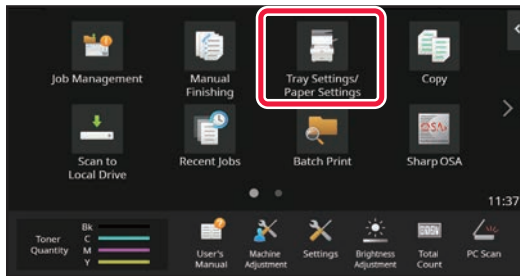 Job Management
Manual
Finishing
Tray Settings/
Paper Settings
Copy
Scan to
Local Drive
Recent Jobs
Batch Print
Sharp OSA
11:37
Toner
Quantity
Bk
C
M
Y
User's
Manual
Machine
Adjustment
Settings
Brightness
Adjustment
Total
Count
PC Scan